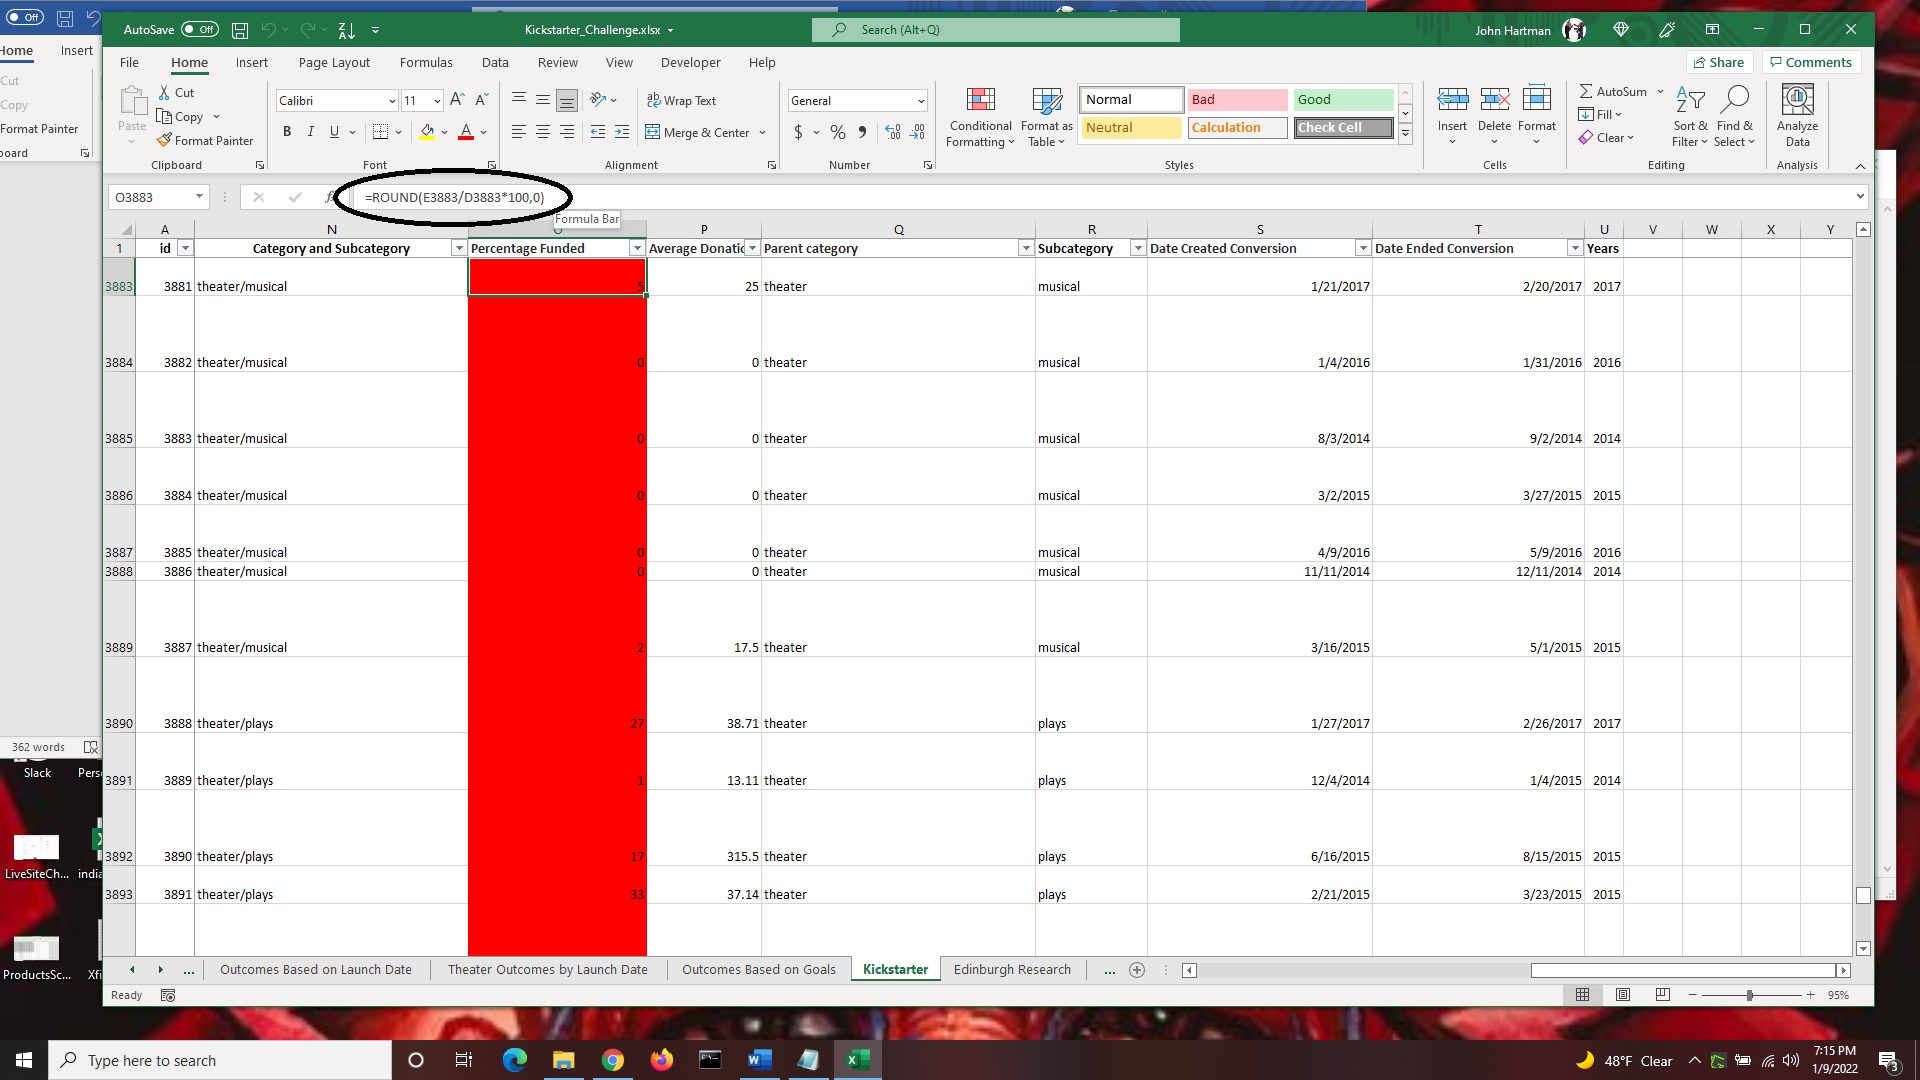 Off
AutoSave Off Kickstarter_Challenge.xlsx Search (Alt+Q) John Hartman
Home Insert
File Home Insert Page Layout Formulas Data Review View Developer Help Share Comments
Cut
Copy
Format Painter
Paste Cut Copy Format Painter Clipboard
Calibri 11 A A B I U A Font
Wrap Text Merge & Center Alignment
General $ % Number
Conditional Formatting Format as Table
Normal Bad Good
Neutral Calculation Check Cell
Styles
Insert Delete Format Cells
AutoSum Fill Clear Sort & Filter Find & Select Editing
Analyze Data Analysis
O3883 =ROUND(E3883/D3883*100,0)
Formula Bar
A N O P Q R S T U V W X Y
1 id Category and Subcategory Percentage Funded Average Donatic Parent category Subcategory Date Created Conversion Date Ended Conversion Years
3883 3881 theater/musical 5 25 theater musical 1/21/2017 2/20/2017 2017
3884 3882 theater/musical 0 0 theater musical 1/4/2016 1/31/2016 2016
3885 3883 theater/musical 0 0 theater musical 8/3/2014 9/2/2014 2014
3886 3884 theater/musical 0 0 theater musical 3/2/2015 3/27/2015 2015
3887 3885 theater/musical 0 0 theater musical 4/9/2016 5/9/2016 2016
3888 3886 theater/musical 0 0 theater musical 11/11/2014 12/11/2014 2014
3889 3887 theater/musical 2 17.5 theater musical 3/16/2015 5/1/2015 2015
3890 3888 theater/plays 27 38.71 theater plays 1/27/2017 2/26/2017 2017
3891 3889 theater/plays 1 13.11 theater plays 12/4/2014 1/4/2015 2014
3892 3890 theater/plays 17 315.5 theater plays 6/16/2015 8/15/2015 2015
3893 3891 theater/plays 33 37.14 theater plays 2/21/2015 3/23/2015 2015
362 words
Slack Pers
LiveSiteCh... india
ProductsSc... Xfi
... Outcomes Based on Launch Date Theater Outcomes by Launch Date Outcomes Based on Goals Kickstarter Edinburgh Research ...
Ready 95%
Type here to search 48°F Clear 7:15 PM
1/9/2022 3